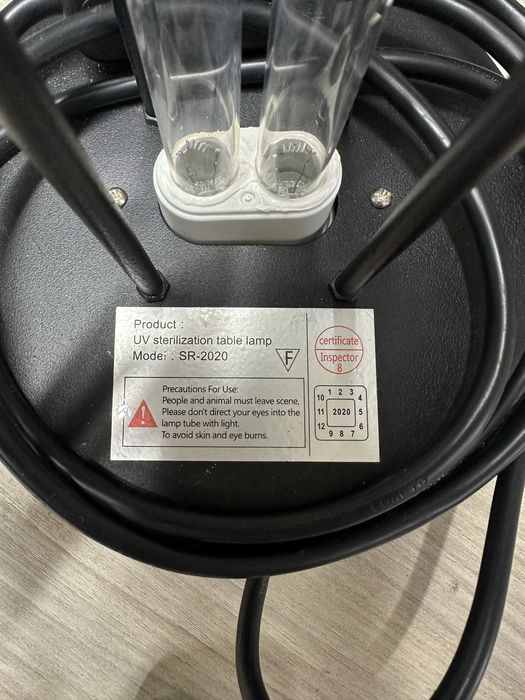 Product :
UV sterilization table lamp
Model : SR-2020
F
certificate
Inspector
8
Precautions For Use:
People and animal must leave scene,
Please don't direct your eyes into the
lamp tube with light.
To avoid skin and eye burns.
1 2 3
10 4
11 2020 5
12 6
9 8 7